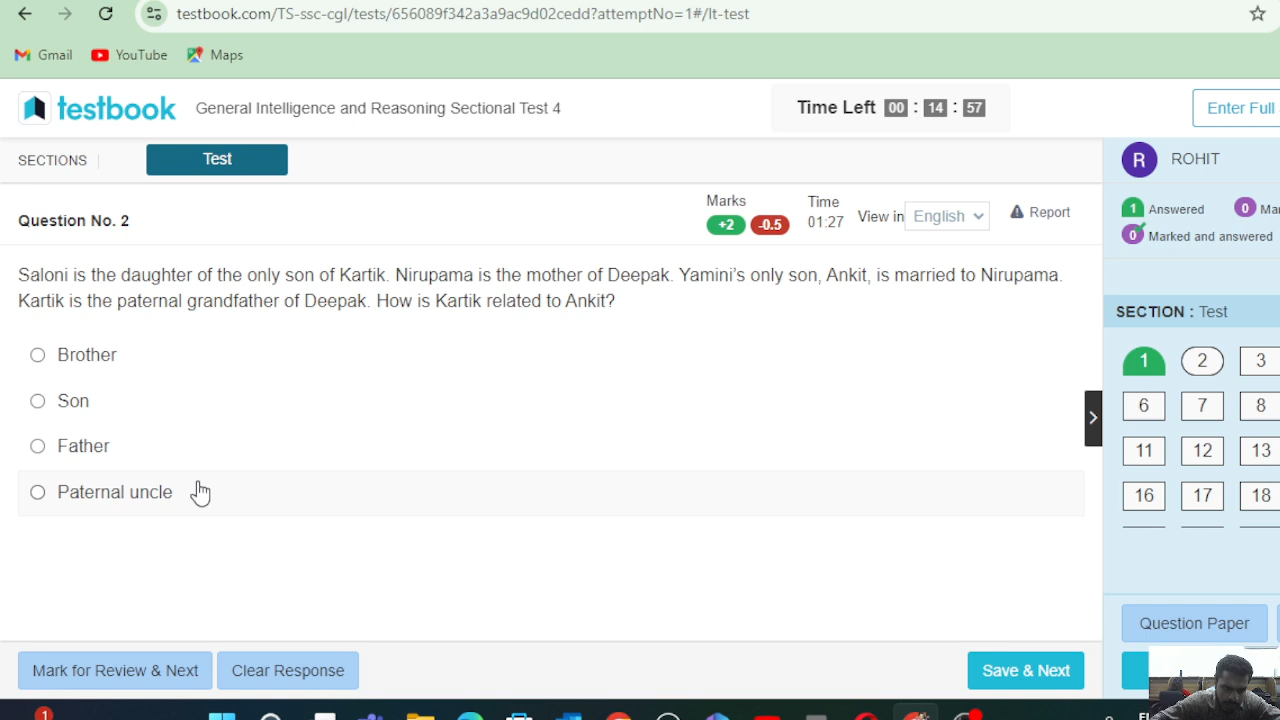 testbook.com/TS-ssc-cgl/tests/656089f342a3a9ac9d02cedd?attemptNo=1#/lt-test
Gmail YouTube Maps
testbook General Intelligence and Reasoning Sectional Test 4 Time Left 00 : 14 : 57 Enter Full
SECTIONS Test R ROHIT
Question No. 2 Marks +2 -0.5 Time 01:27 View in English Report
1 Answered 0 Mar
0 Marked and answered
Saloni is the daughter of the only son of Kartik. Nirupama is the mother of Deepak. Yamini's only son, Ankit, is married to Nirupama.
Kartik is the paternal grandfather of Deepak. How is Kartik related to Ankit?
Brother
Son
Father
Paternal uncle
SECTION : Test
1 2 3
6 7 8
11 12 13
16 17 18
Question Paper
Mark for Review & Next Clear Response Save & Next
1